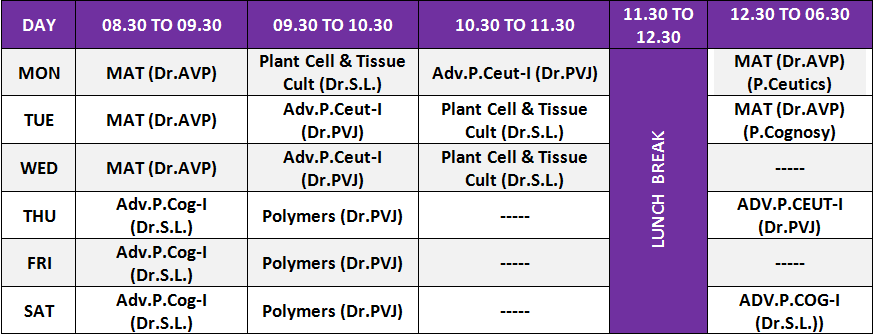 DAY 08.30 TO 09.30 09.30 TO 10.30 10.30 TO 11.30 11.30 TO 12.30 12.30 TO 06.30
MON MAT (Dr.AVP) Plant Cell & Tissue Cult (Dr.S.L.) Adv.P.Ceut-I (Dr.PVJ) MAT (Dr.AVP) (P.Ceutics)
TUE MAT (Dr.AVP) Adv.P.Ceut-I (Dr.PVJ) Plant Cell & Tissue Cult (Dr.S.L.) MAT (Dr.AVP) (P.Cognosy)
WED MAT (Dr.AVP) Adv.P.Ceut-I (Dr.PVJ) Plant Cell & Tissue Cult (Dr.S.L.) -----
LUNCH BREAK
THU Adv.P.Cog-I (Dr.S.L.) Polymers (Dr.PVJ) ----- ADV.P.CEUT-I (Dr.PVJ)
FRI Adv.P.Cog-I (Dr.S.L.) Polymers (Dr.PVJ) ----- -----
SAT Adv.P.Cog-I (Dr.S.L.) Polymers (Dr.PVJ) ----- ADV.P.COG-I (Dr.S.L.))